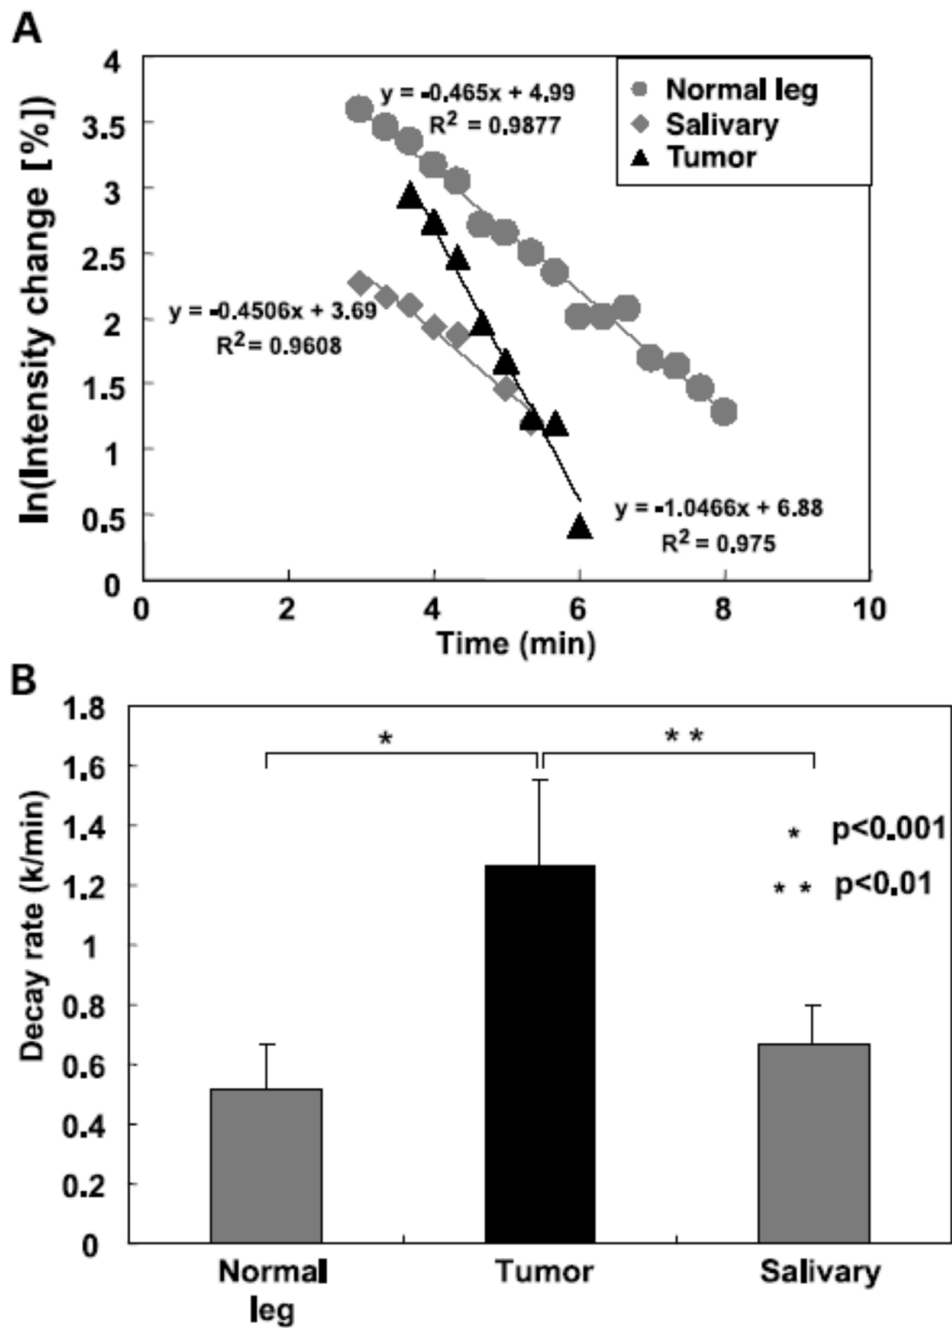 A
ln(Intensity change [%])
4
3.5
3
2.5
2
1.5
1
0.5
0
y = -0.465x + 4.99
R² = 0.9877
Normal leg
Salivary
Tumor
y = -0.4506x + 3.69
R² = 0.9608
y = -1.0466x + 6.88
R² = 0.975
0 2 4 6 8 10
Time (min)
B
Decay rate (k/min)
1.8
1.6
1.4
1.2
1
0.8
0.6
0.4
0.2
0
*
* *
* p<0.001
* * p<0.01
Normal leg
Tumor
Salivary